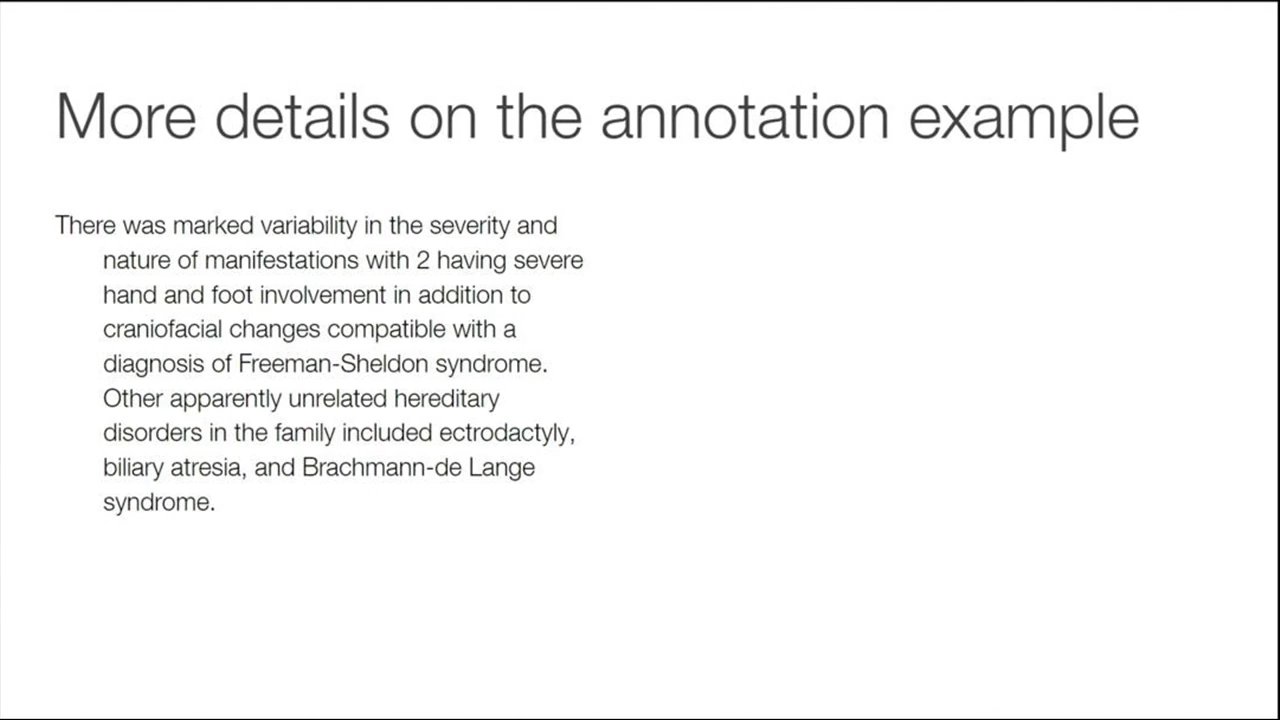 More details on the annotation example
There was marked variability in the severity and
nature of manifestations with 2 having severe
hand and foot involvement in addition to
craniofacial changes compatible with a
diagnosis of Freeman-Sheldon syndrome.
Other apparently unrelated hereditary
disorders in the family included ectrodactyly,
biliary atresia, and Brachmann-de Lange
syndrome.